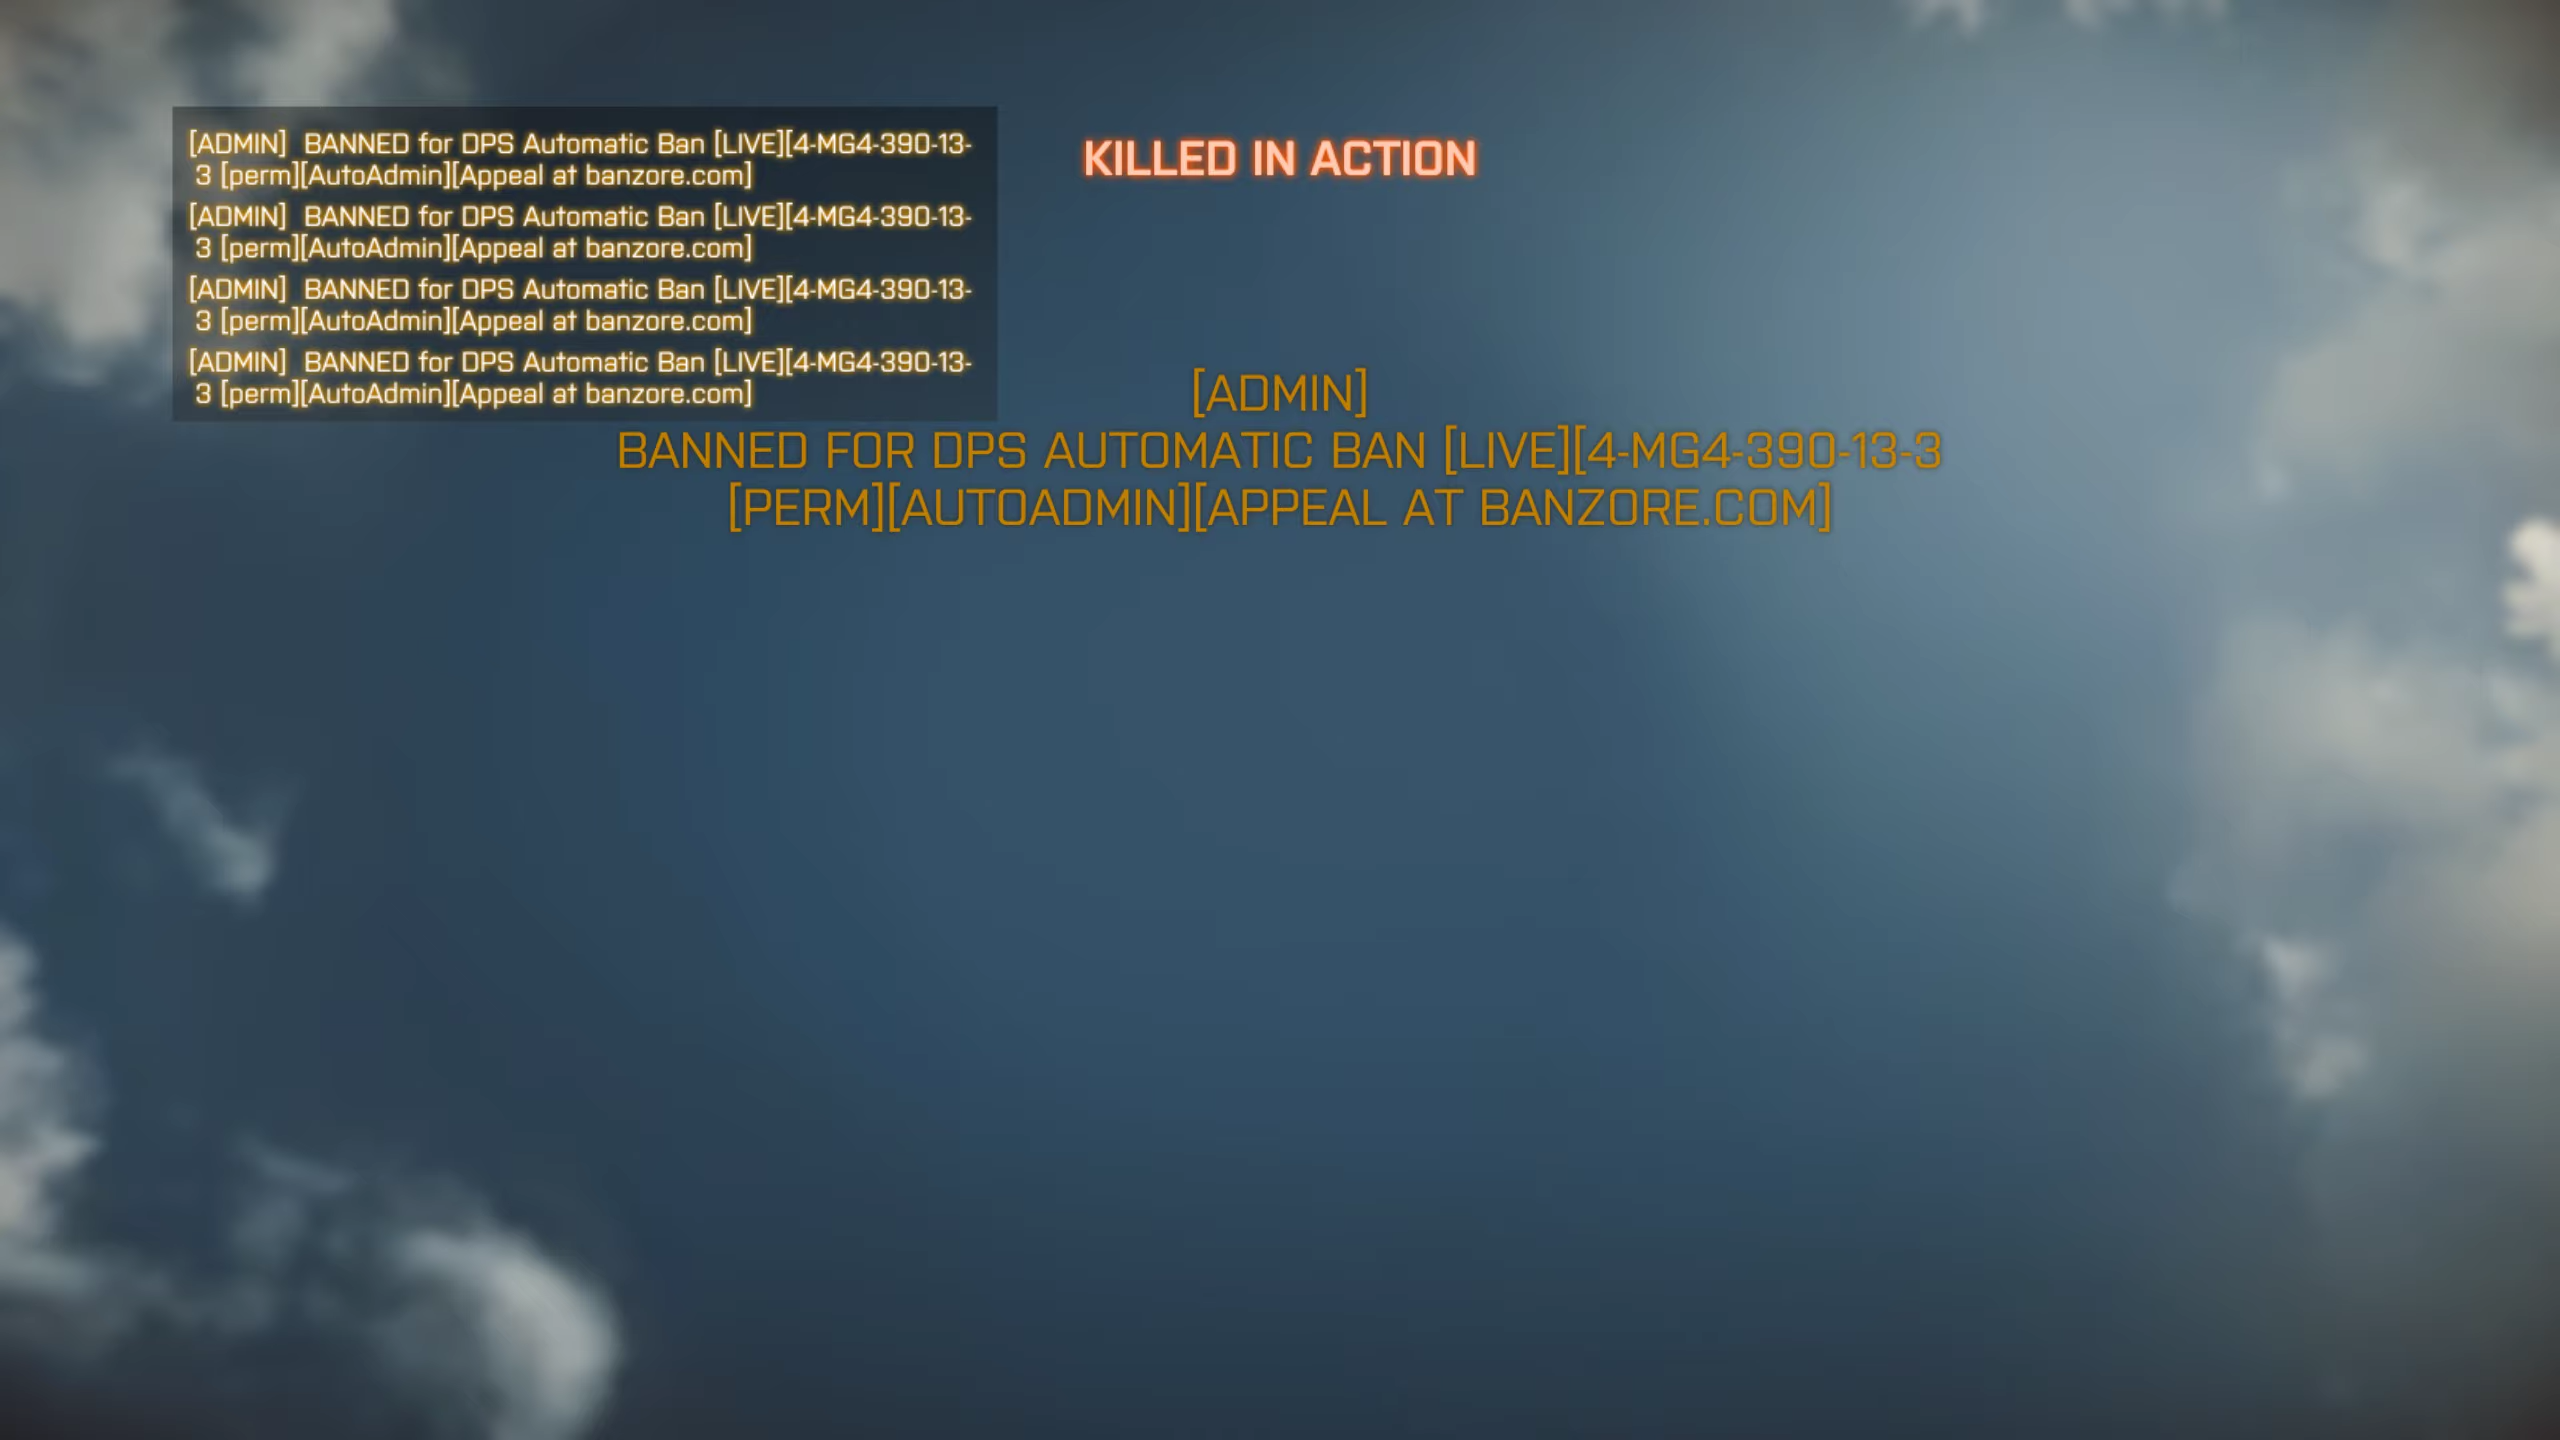 [ADMIN]  BANNED for DPS Automatic Ban [LIVE][4-MG4-390-13-
3 [perm][AutoAdmin][Appeal at banzore.com]
[ADMIN]  BANNED for DPS Automatic Ban [LIVE][4-MG4-390-13-
3 [perm][AutoAdmin][Appeal at banzore.com]
[ADMIN]  BANNED for DPS Automatic Ban [LIVE][4-MG4-390-13-
3 [perm][AutoAdmin][Appeal at banzore.com]
[ADMIN]  BANNED for DPS Automatic Ban [LIVE][4-MG4-390-13-
3 [perm][AutoAdmin][Appeal at banzore.com]
KILLED IN ACTION
[ADMIN]
BANNED FOR DPS AUTOMATIC BAN [LIVE][4-MG4-390-13-3
[PERM][AUTOADMIN][APPEAL AT BANZORE.COM]